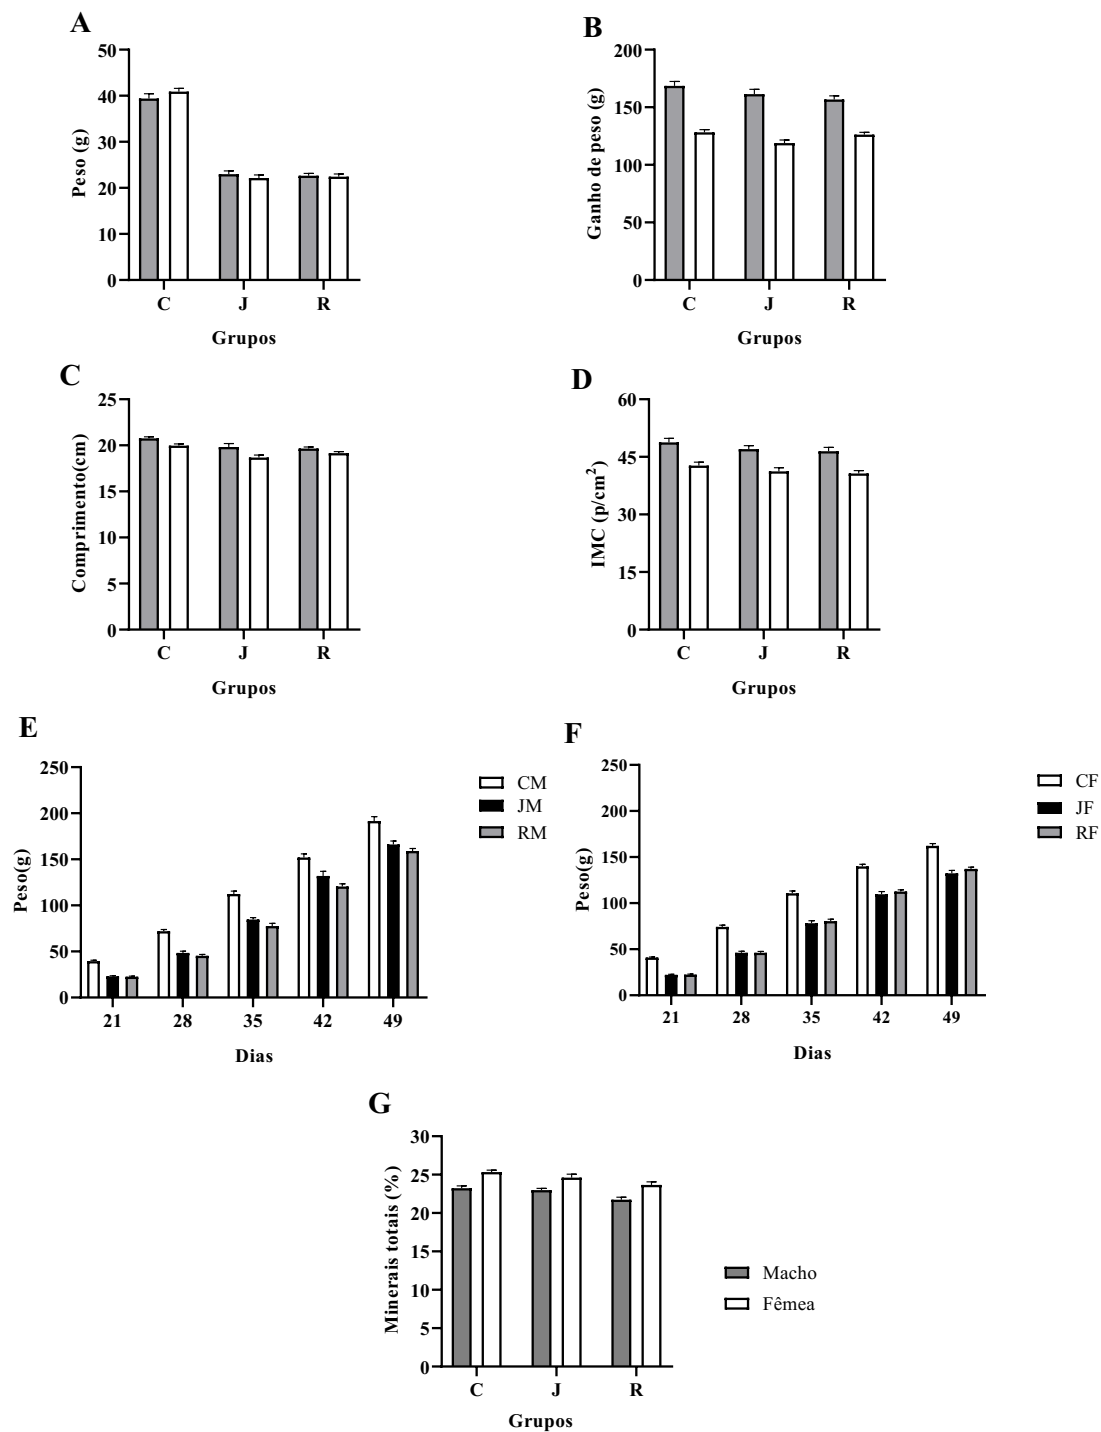 A
50
40
30
20
10
0
Peso (g)
C J R
Grupos
B
200
150
100
50
0
Ganho de peso (g)
C J R
Grupos
C
25
20
15
10
5
0
Comprimento(cm)
C J R
Grupos
D
60
45
30
15
0
IMC (p/cm²)
C J R
Grupos
E
250
200
150
100
50
0
Peso(g)
21 28 35 42 49
Dias
CM
JM
RM
F
250
200
150
100
50
0
Peso(g)
21 28 35 42 49
Dias
CF
JF
RF
G
30
25
20
15
10
5
0
Minerais totais (%)
C J R
Grupos
Macho
Fêmea